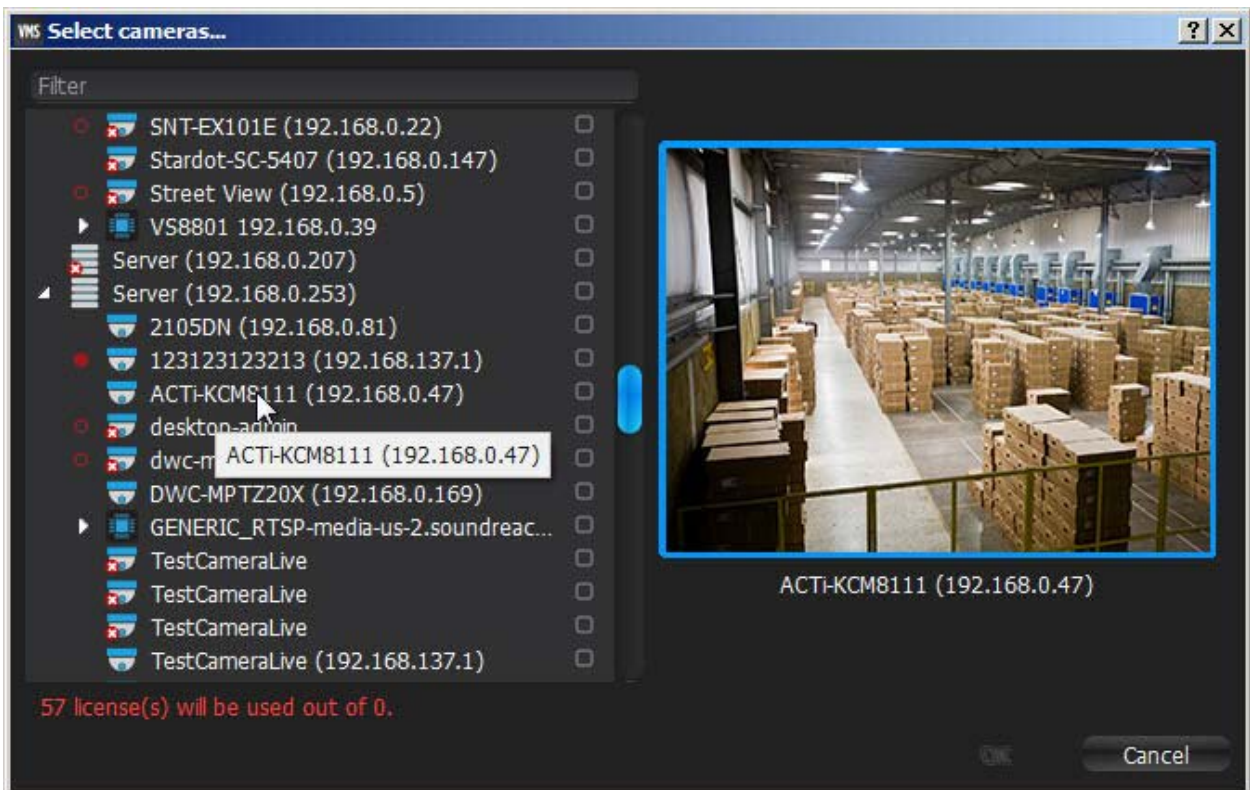 VMS Select cameras...
Filter
SNT-EX101E (192.168.0.22)
Stardot-SC-5407 (192.168.0.147)
Street View (192.168.0.5)
VS8801 192.168.0.39
Server (192.168.0.207)
Server (192.168.0.253)
2105DN (192.168.0.81)
123123123213 (192.168.137.1)
ACTi-KCM8111 (192.168.0.47)
desktop-admin
dwc-m
ACTi-KCM8111 (192.168.0.47)
DWC-MPTZ20X (192.168.0.169)
GENERIC_RTSP-media-us-2.soundreac...
TestCameraLive
TestCameraLive
TestCameraLive
TestCameraLive (192.168.137.1)
ACTi-KCM8111 (192.168.0.47)
57 license(s) will be used out of 0.
Cancel